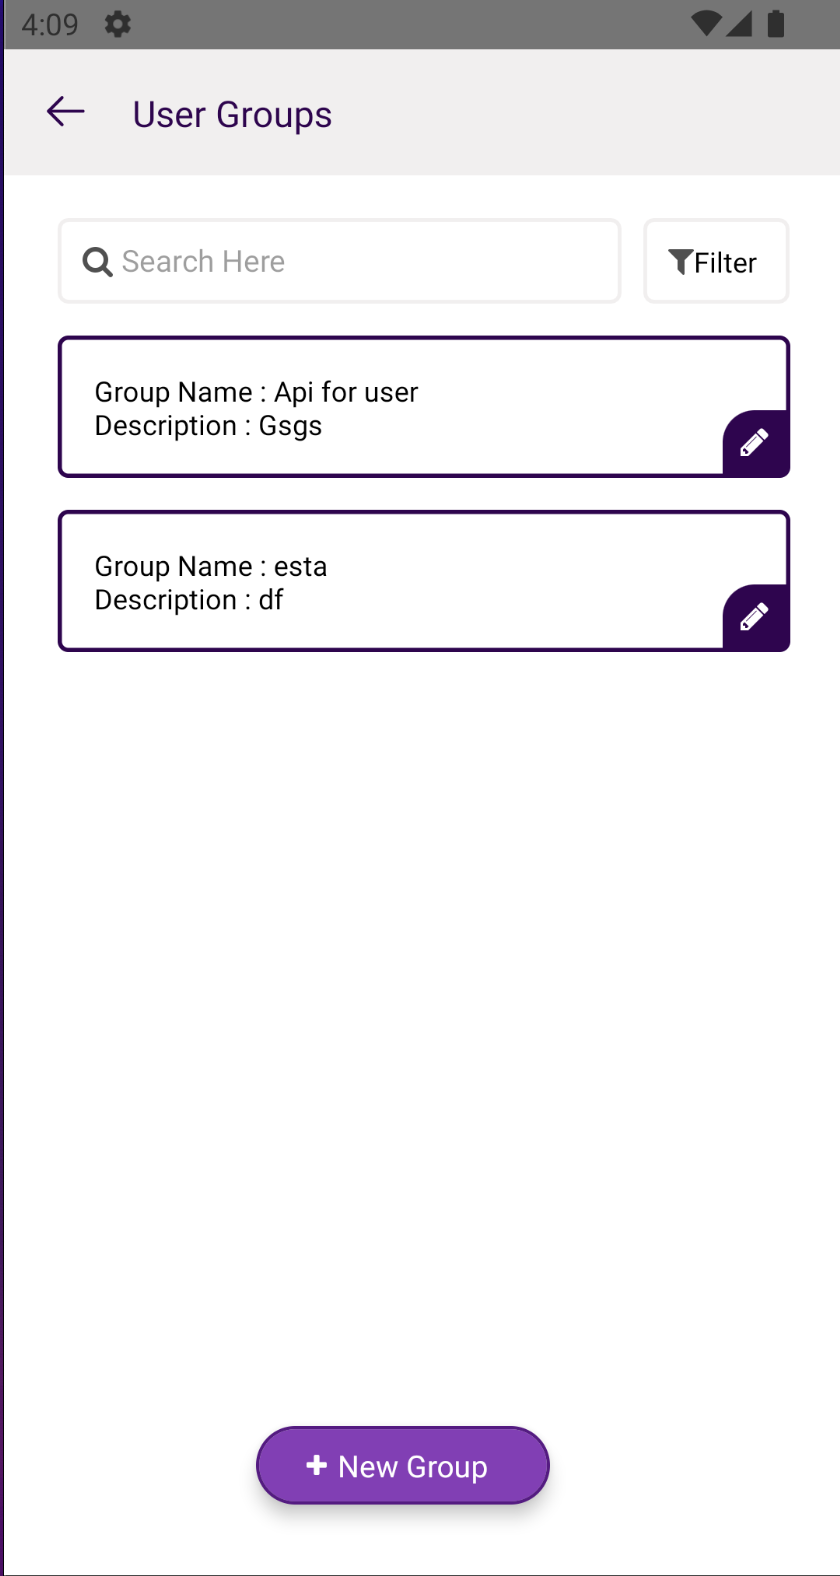 4:09
User Groups
Search Here
Filter
Group Name : Api for user
Description : Gsgs
Group Name : esta
Description : df
New Group